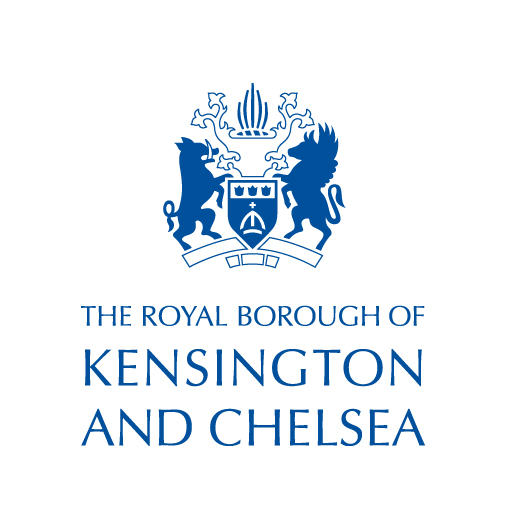 THE ROYAL BOROUGH OF
KENSINGTON
AND CHELSEA